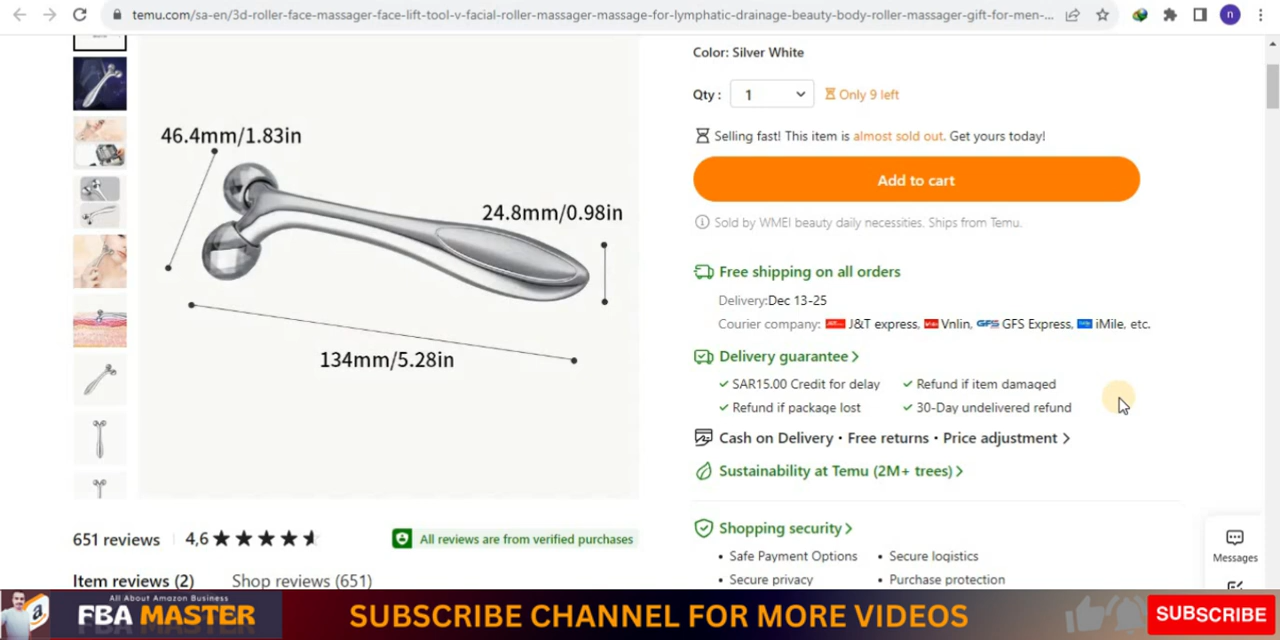 temu.com/sa-en/3d-roller-face-massager-face-lift-tool-v-facial-roller-massager-massage-for-lymphatic-drainage-beauty-body-roller-massager-gift-for-men-...
n
Color: Silver White
Qty : 1 Only 9 left
Selling fast! This item is almost sold out. Get yours today!
Add to cart
Sold by WMEI beauty daily necessities. Ships from Temu.
46.4mm/1.83in
24.8mm/0.98in
134mm/5.28in
Free shipping on all orders
Delivery:Dec 13-25
Courier company: J&T express, Vnlin, GFS GFS Express, iMile, etc.
Delivery guarantee >
SAR15.00 Credit for delay Refund if item damaged
Refund if package lost 30-Day undelivered refund
Cash on Delivery · Free returns · Price adjustment >
Sustainability at Temu (2M+ trees) >
Shopping security >
• Safe Payment Options • Secure logistics
• Secure privacy • Purchase protection
Messages
651 reviews 4,6 All reviews are from verified purchases
Item reviews (2) Shop reviews (651)
All About Amazon Business
FBA MASTER
SUBSCRIBE CHANNEL FOR MORE VIDEOS
SUBSCRIBE